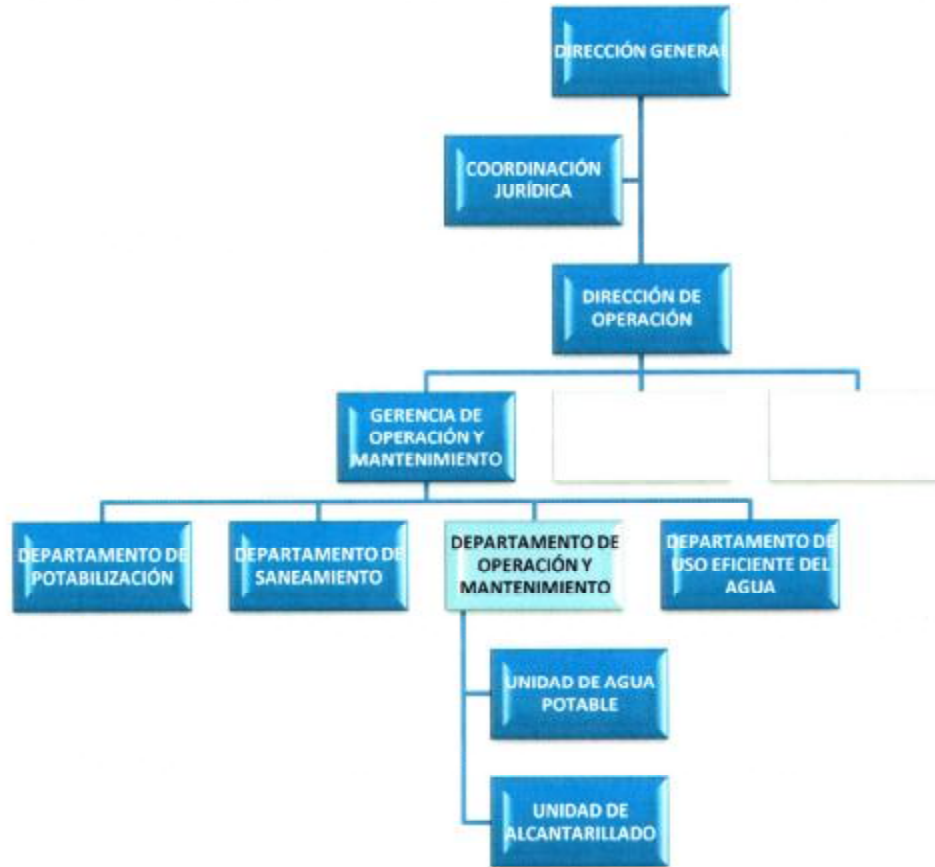 DIRECCIÓN GENERAL
COORDINACIÓN
JURÍDICA
DIRECCIÓN DE
OPERACIÓN
GERENCIA DE
OPERACIÓN Y
MANTENIMIENTO
DEPARTAMENTO DE
POTABILIZACIÓN
DEPARTAMENTO DE
SANEAMIENTO
DEPARTAMENTO DE
OPERACIÓN Y
MANTENIMIENTO
DEPARTAMENTO DE
USO EFICIENTE DEL
AGUA
UNIDAD DE AGUA
POTABLE
UNIDAD DE
ALCANTARILLADO